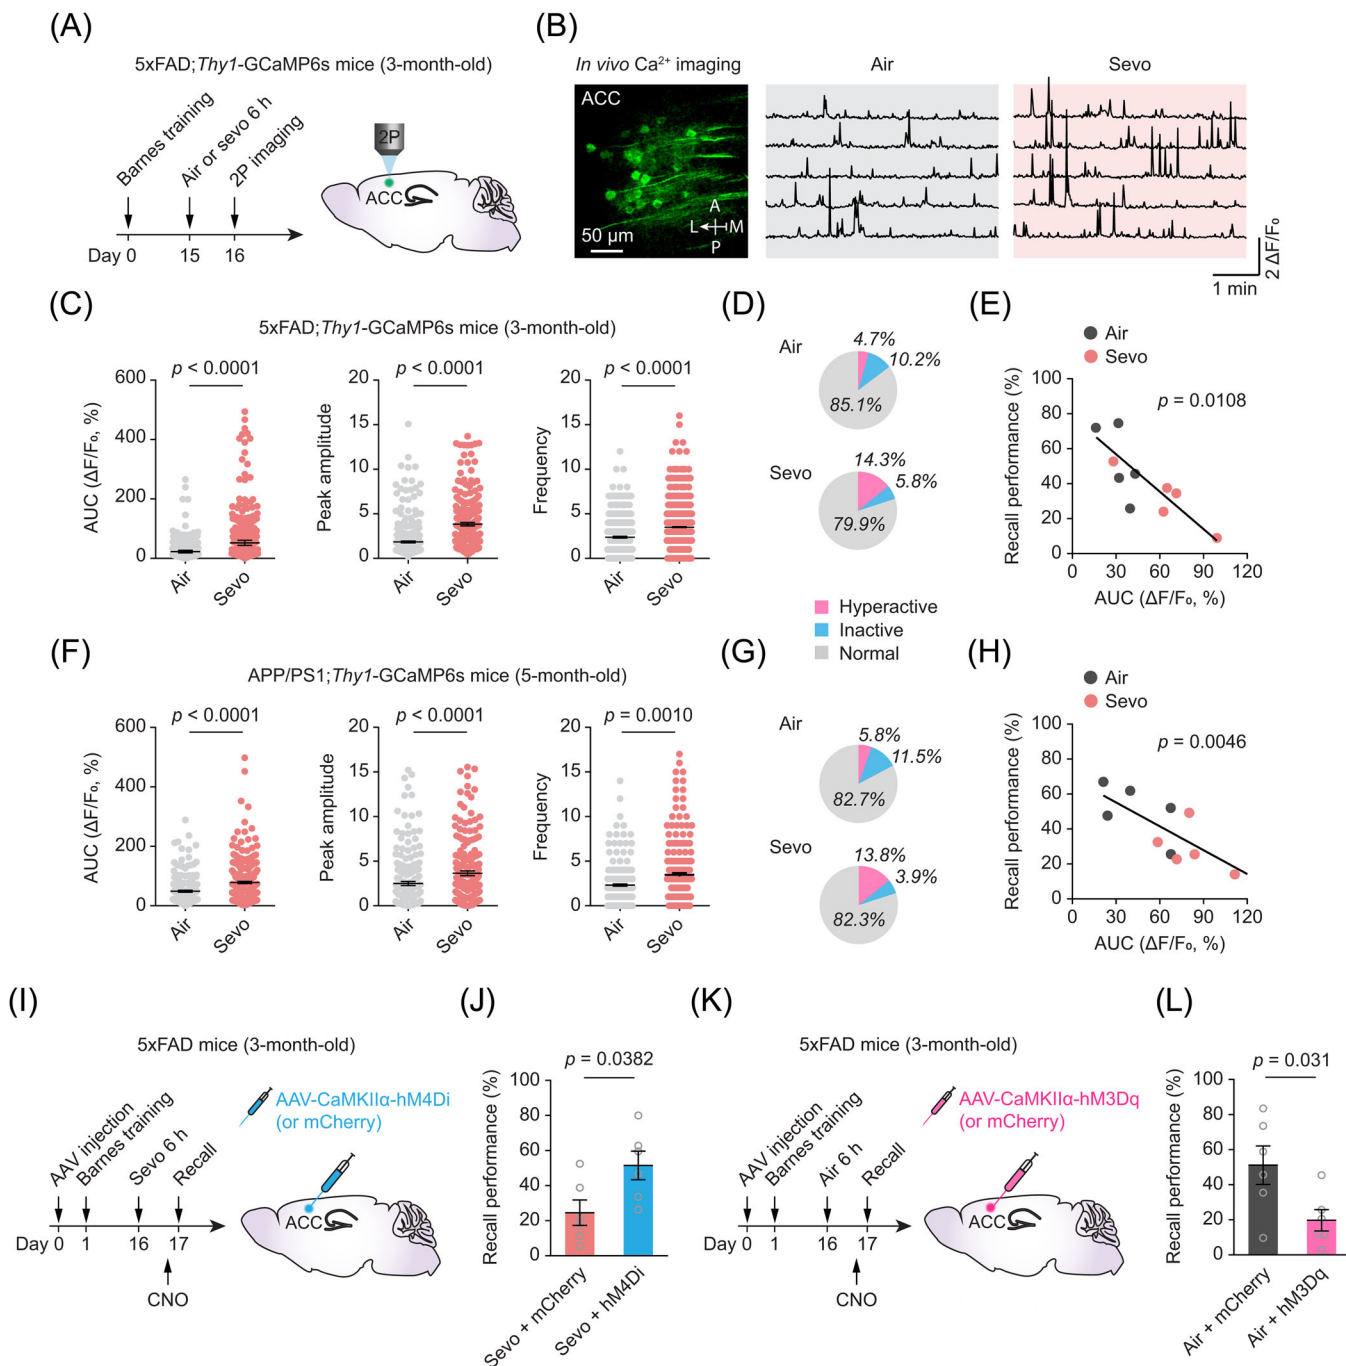 (A)
5xFAD;Thy1-GCaMP6s mice (3-month-old)
Barnes training
Air or sevo 6 h
2P imaging
Day 0 15 16
2P
ACC
(B)
In vivo Ca²⁺ imaging
Air
Sevo
ACC
A
L M
P
50 µm
2 ΔF/F₀
1 min
(C)
5xFAD;Thy1-GCaMP6s mice (3-month-old)
p < 0.0001
AUC (ΔF/F₀, %)
600
400
200
0
Air
Sevo
p < 0.0001
Peak amplitude
20
15
10
5
0
Air
Sevo
p < 0.0001
Frequency
20
15
10
5
0
Air
Sevo
(D)
Air
4.7%
10.2%
85.1%
Sevo
14.3%
5.8%
79.9%
Hyperactive
Inactive
Normal
(E)
Air
Sevo
Recall performance (%)
100
80
60
40
20
0
p = 0.0108
0 30 60 90 120
AUC (ΔF/F₀, %)
(F)
APP/PS1;Thy1-GCaMP6s mice (5-month-old)
p < 0.0001
AUC (ΔF/F₀, %)
600
400
200
0
Air
Sevo
p < 0.0001
Peak amplitude
20
15
10
5
0
Air
Sevo
p = 0.0010
Frequency
20
15
10
5
0
Air
Sevo
(G)
Air
5.8%
11.5%
82.7%
Sevo
13.8%
3.9%
82.3%
(H)
Air
Sevo
Recall performance (%)
100
80
60
40
20
0
p = 0.0046
0 30 60 90 120
AUC (ΔF/F₀, %)
(I)
5xFAD mice (3-month-old)
AAV injection
Barnes training
Sevo 6 h
Recall
Day 0 1 16 17
CNO
AAV-CaMKIIα-hM4Di
(or mCherry)
ACC
(J)
p = 0.0382
Recall performance (%)
100
80
60
40
20
0
Sevo + mCherry
Sevo + hM4Di
(K)
5xFAD mice (3-month-old)
AAV injection
Barnes training
Air 6 h
Recall
Day 0 1 16 17
CNO
AAV-CaMKIIα-hM3Dq
(or mCherry)
ACC
(L)
p = 0.031
Recall performance (%)
100
80
60
40
20
0
Air + mCherry
Air + hM3Dq